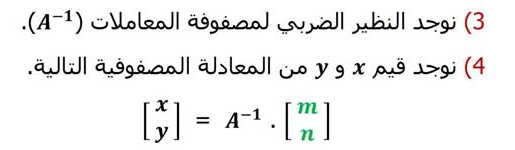 3) نوجد النظير الضربي لمصفوفة المعاملات (A⁻¹).
4) نوجد قيم x و y من المعادلة المصفوفية التالية.
[x y] = A⁻¹ . [m n]